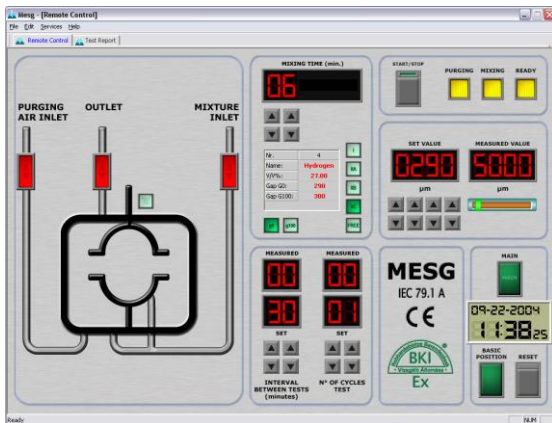 Mesg - [Remote Control]
File Edit Services Help
Remote Control Test Report
PURGING AIR INLET
OUTLET
MIXTURE INLET
MIXING TIME (min.)
06
Nr. 4
Name: Hydrogen
V/V%: 27.00
Gap-G0: 290
Gap-G100: 300
I
IIA
IIB
IIC
FREE
START/STOP
PURGING MIXING READY
SET VALUE MEASURED VALUE
0290 5000
µm µm
MEASURED MEASURED
00 00
30 01
SET SET
INTERVAL BETWEEN TESTS (minutes)
N° OF CYCLES TEST
MESG
IEC 79.1 A
CE
BKI
Ex
MAIN
09-22-2004
11:38 25
BASIC POSITION
RESET
Ready
NUM